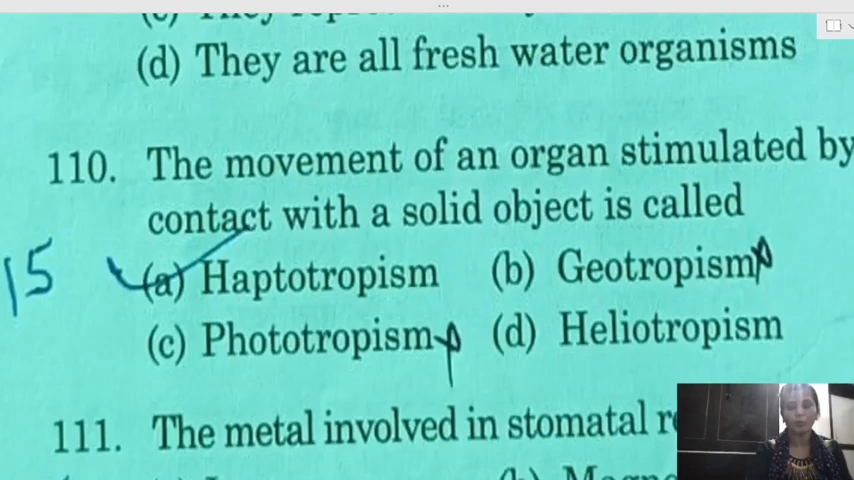 (d) They are all fresh water organisms
110. The movement of an organ stimulated by
contact with a solid object is called
15
(a) Haptotropism (b) Geotropism
(c) Phototropism (d) Heliotropism
111. The metal involved in stomatal